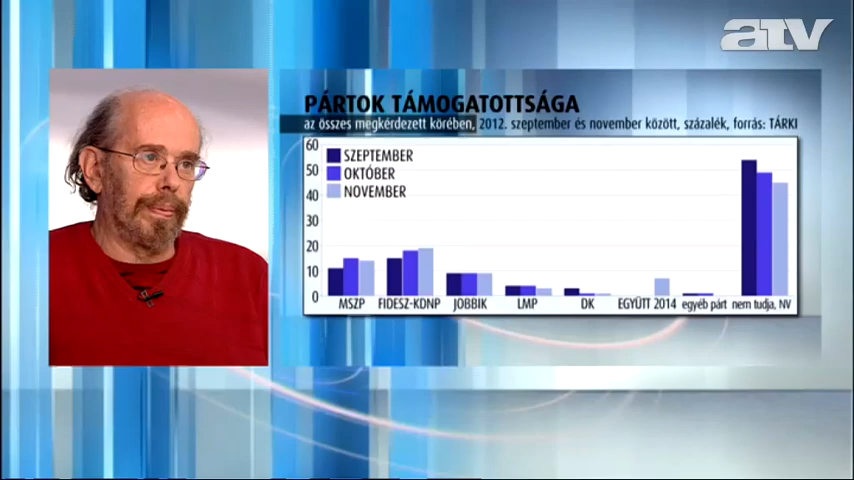 atv
PÁRTOK TÁMOGATOTTSÁGA
az összes megkérdezett körében, 2012. szeptember és november között, százalék, forrás: TÁRKI
60
50
40
30
20
10
0
SZEPTEMBER
OKTÓBER
NOVEMBER
MSZP FIDESZ-KDNP JOBBIK LMP DK EGYÜTT 2014 egyéb párt nem tudja, NV